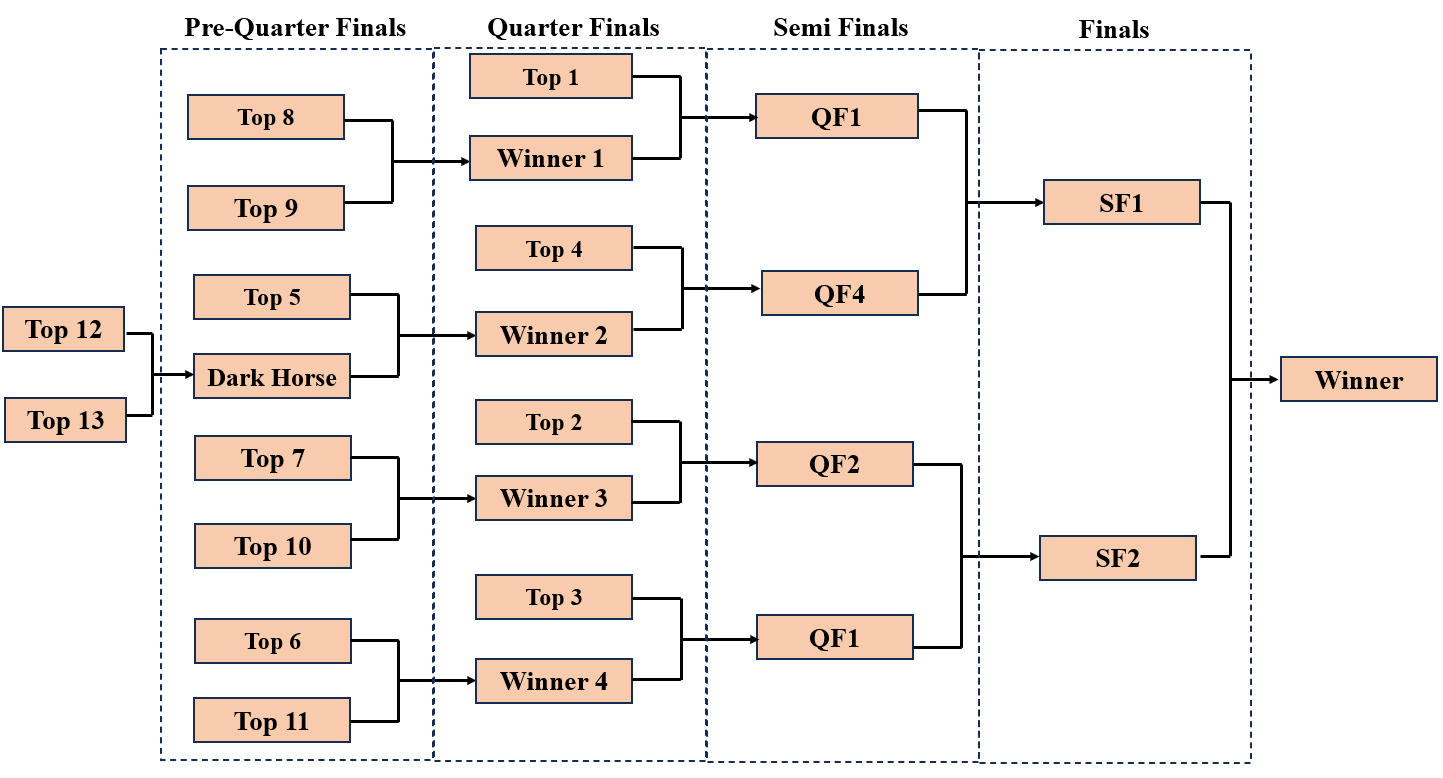 Pre-Quarter Finals
Quarter Finals
Semi Finals
Finals
Top 12
Top 13
Top 8
Top 9
Top 5
Dark Horse
Top 7
Top 10
Top 6
Top 11
Top 1
Winner 1
Top 4
Winner 2
Top 2
Winner 3
Top 3
Winner 4
QF1
QF4
QF2
QF1
SF1
SF2
Winner